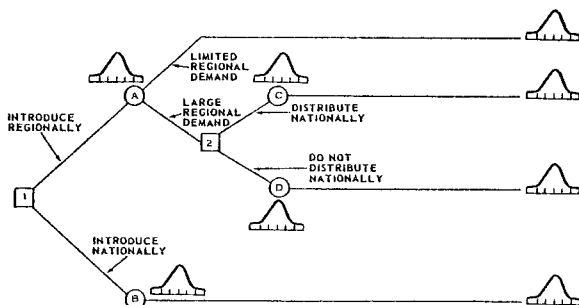 LIMITED
REGIONAL
DEMAND
A
C
LARGE
REGIONAL
DEMAND
DISTRIBUTE
NATIONALLY
INTRODUCE
REGIONALLY
2
DO NOT
DISTRIBUTE
NATIONALLY
1
D
INTRODUCE
NATIONALLY
B